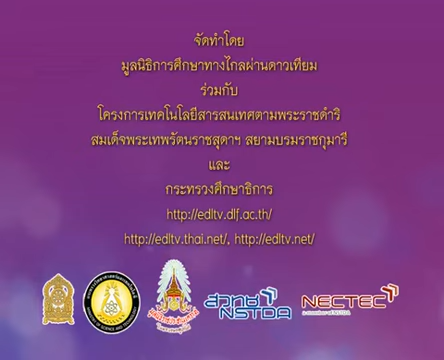 จัดทำโดย
มูลนิธิการศึกษาทางไกลผ่านดาวเทียม
ร่วมกับ
โครงการเทคโนโลยีสารสนเทศตามพระราชดำริ
สมเด็จพระเทพรัตนราชสุดาฯ สยามบรมราชกุมารี
และ
กระทรวงศึกษาธิการ
http://edltv.dlf.ac.th/
http://edltv.thai.net/, http://edltv.net/
สวทช
NSTDA
NECTEC
a member of NSTDA